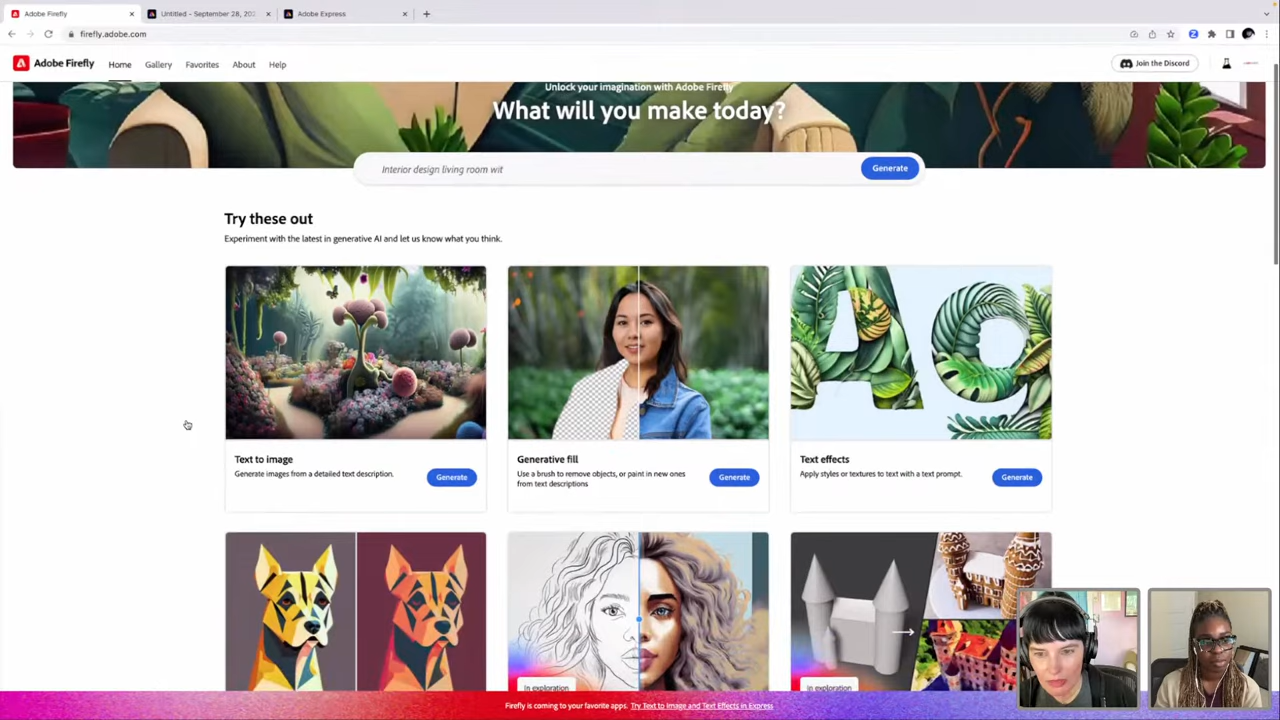 Adobe Firefly
Untitled - September 28, 202
Adobe Express
firefly.adobe.com
Adobe Firefly
Home
Gallery
Favorites
About
Help
Join the Discord
Unlock your imagination with Adobe Firefly
What will you make today?
Interior design living room wit
Generate
Try these out
Experiment with the latest in generative AI and let us know what you think.
Text to image
Generate images from a detailed text description.
Generate
Generative fill
Use a brush to remove objects, or paint in new ones
from text descriptions
Generate
Ag
Text effects
Apply styles or textures to text with a text prompt.
Generate
In exploration
In exploration
Firefly is coming to your favorite apps. Try Text to Image and Text Effects in Express